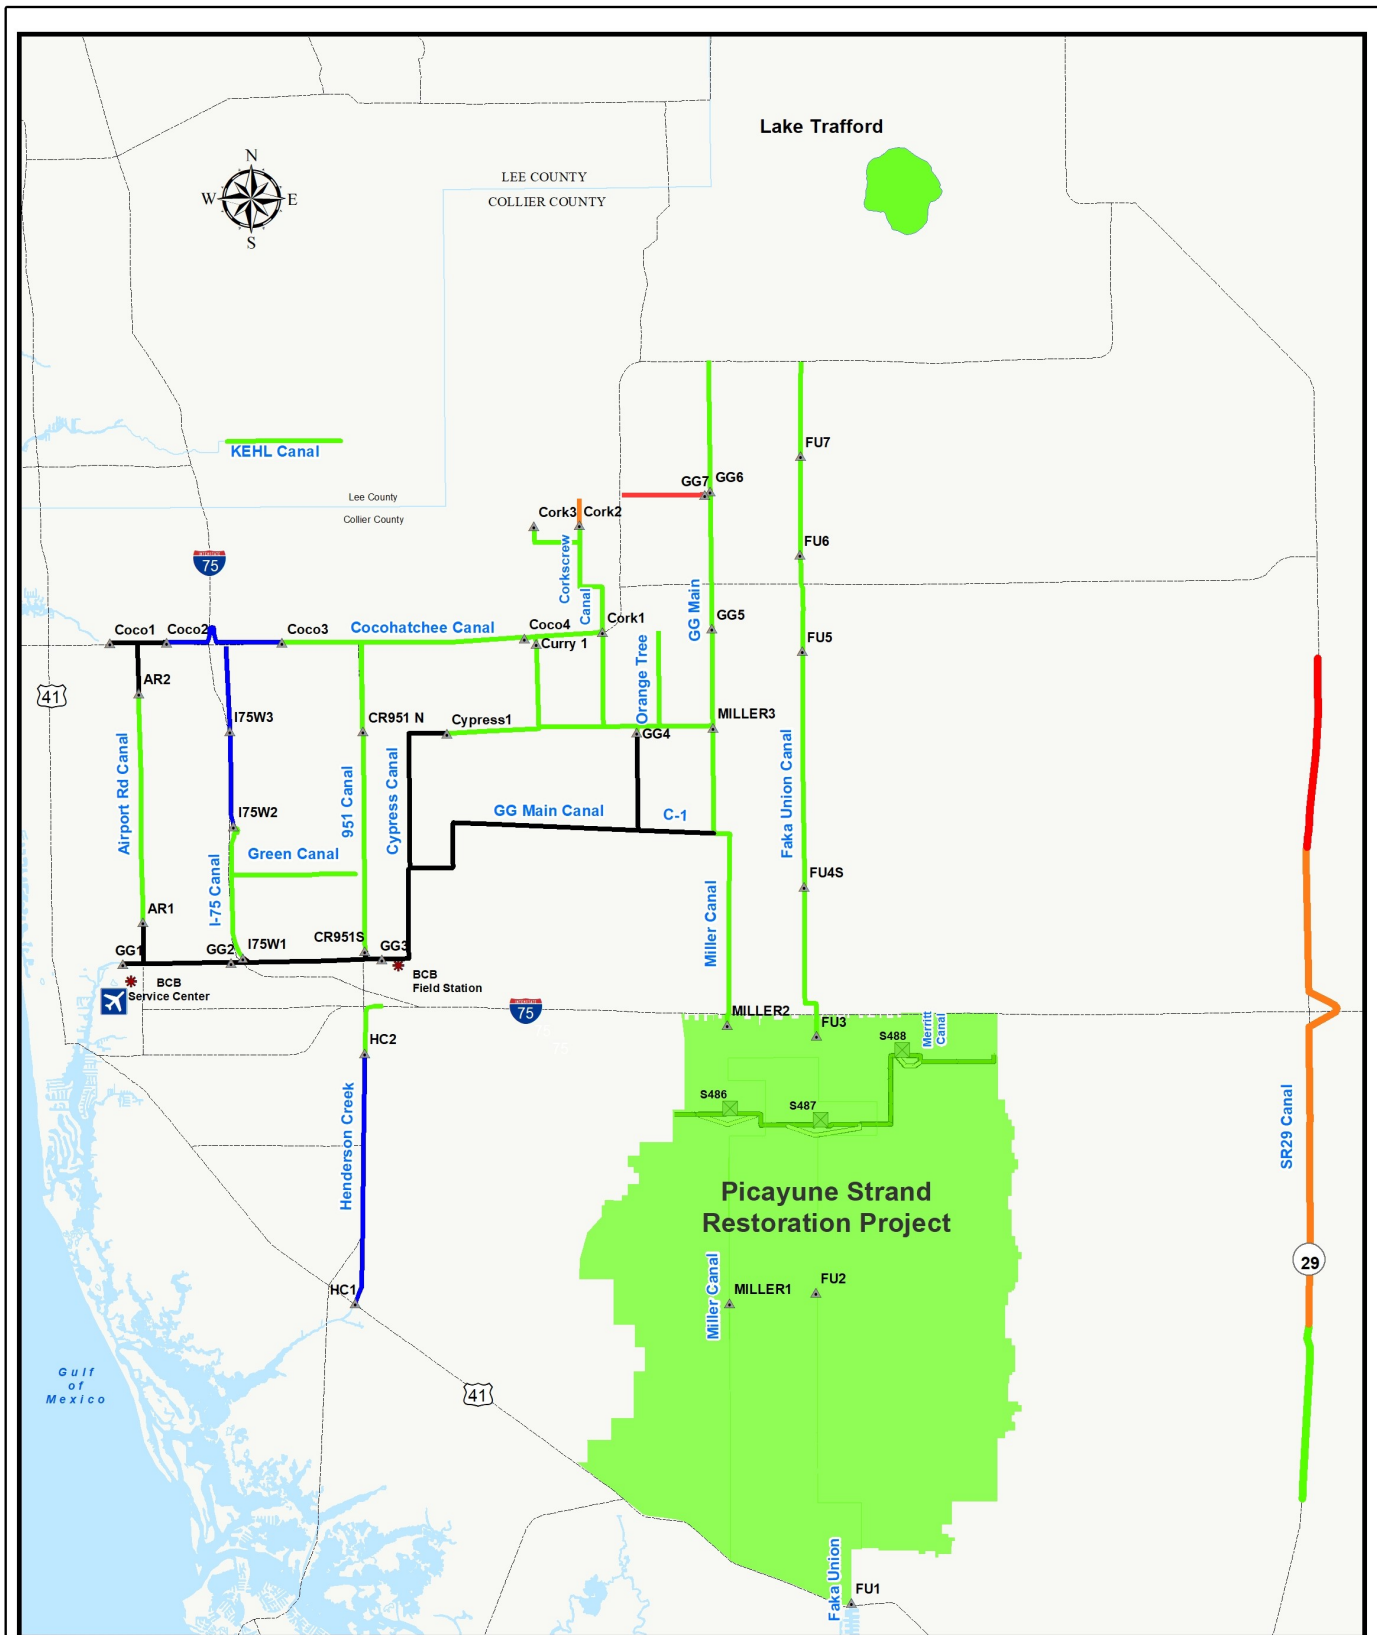 Lake Trafford
N
W
E
S
LEE COUNTY
COLLIER COUNTY
KEHL Canal
FU7
GG7
GG6
Lee County
Collier County
Cork3
Cork2
INTERSTATE
75
FU6
Corkscrew
Canal
GG Main
Coco1
Coco2
Coco3
Cocohatchee Canal
Coco4
Cork1
GG5
Curry 1
FU5
Orange Tree
AR2
41
I75W3
CR951 N
Cypress1
MILLER3
GG4
Airport Rd Canal
951 Canal
Cypress Canal
Faka Union Canal
I75W2
GG Main Canal
C-1
Green Canal
FU4S
I-75 Canal
AR1
Miller Canal
GG1
GG2
I75W1
CR951S
GG3
BCB
Service Center
BCB
Field Station
INTERSTATE
75
75
75
MILLER2
FU3
Merritt
Canal
S488
HC2
Henderson Creek
S486
S487
SR29 Canal
Picayune Strand
Restoration Project
29
Miller Canal
MILLER1
FU2
HC1
Gulf
of
Mexico
41
Faka Union
FU1